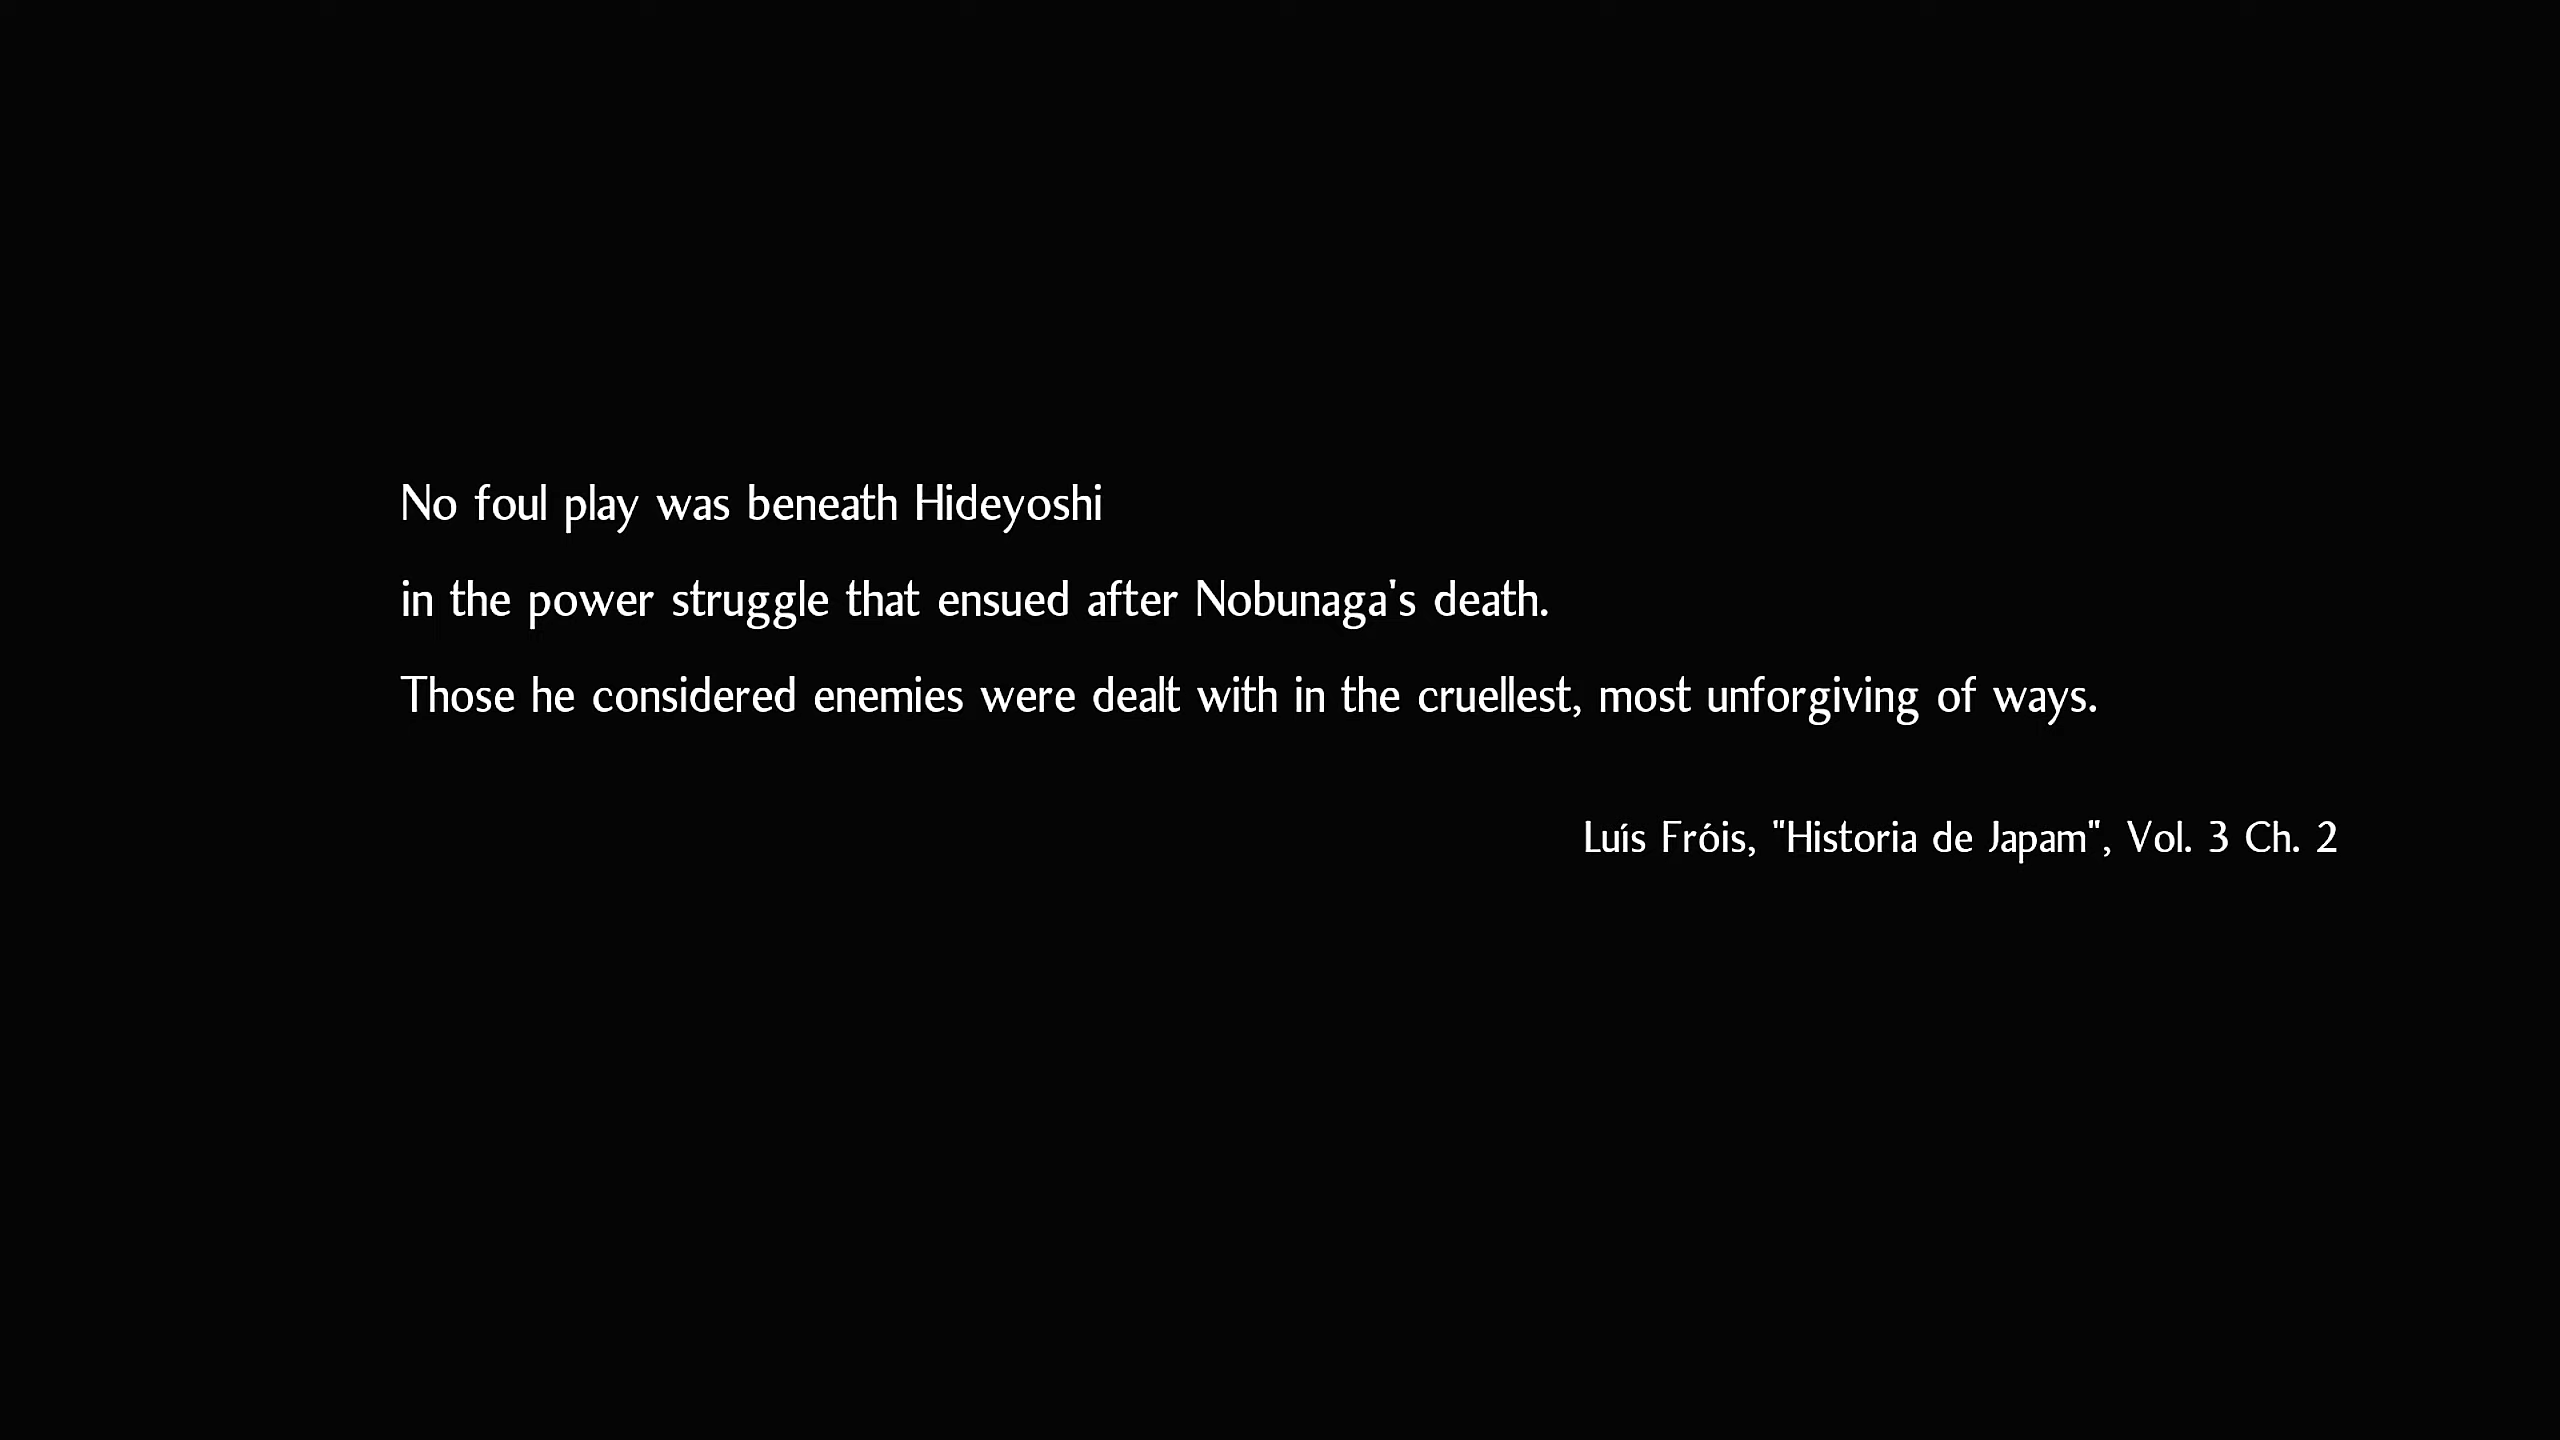 No foul play was beneath Hideyoshi
in the power struggle that ensued after Nobunaga's death.
Those he considered enemies were dealt with in the cruellest, most unforgiving of ways.
Luís Fróis, "Historia de Japam", Vol. 3 Ch. 2